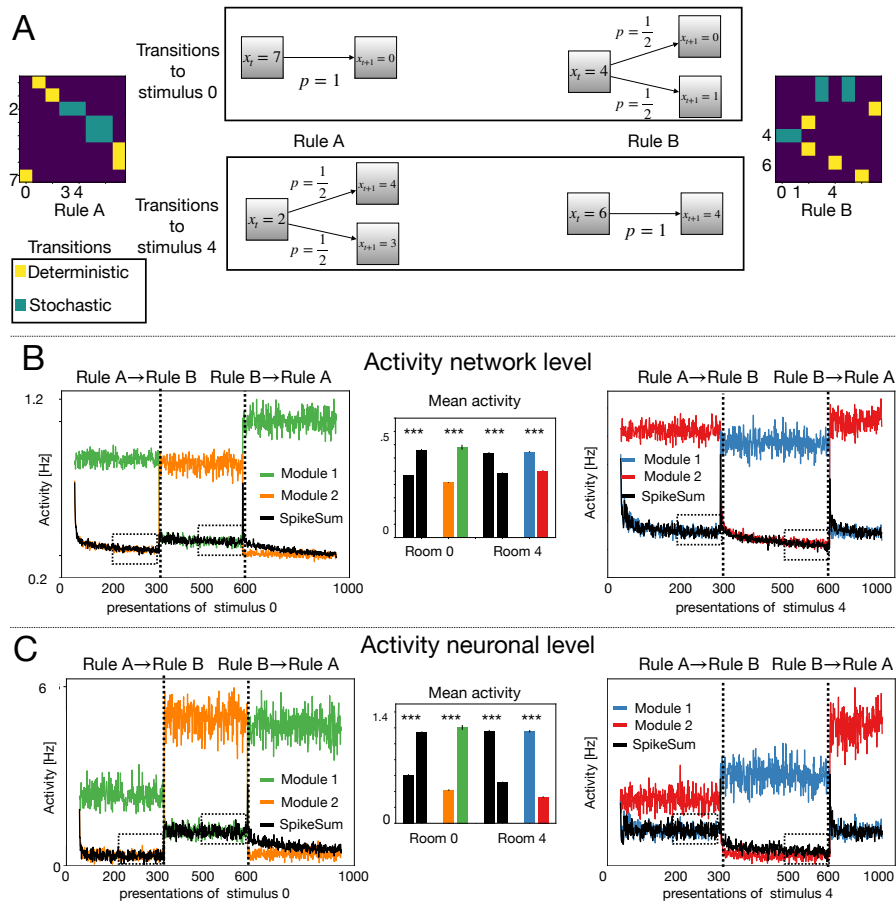 A
Transitions
to
stimulus 0
x_t = 7
p = 1
x_{t+1} = 0
x_t = 4
p = 1/2
x_{t+1} = 0
p = 1/2
x_{t+1} = 1
2
7
0 3 4
Rule A
Rule A
Rule B
4
6
0 1 4
Rule B
Transitions
to
stimulus 4
x_t = 2
p = 1/2
x_{t+1} = 4
p = 1/2
x_{t+1} = 3
x_t = 6
p = 1
x_{t+1} = 4
Transitions
Deterministic
Stochastic
B
Activity network level
Rule A→Rule B Rule B→Rule A
1.2
0.2
Activity [Hz]
Module 1
Module 2
SpikeSum
0 200 300 500 600 1000
presentations of stimulus 0
Mean activity
.5
0
*** *** *** ***
Room 0 Room 4
Rule A→Rule B Rule B→Rule A
Module 1
Module 2
SpikeSum
0 200 300 500 600 1000
presentations of stimulus 4
C
Activity neuronal level
Rule A→Rule B Rule B→Rule A
6
0
Activity [Hz]
Module 1
Module 2
SpikeSum
0 200 300 500 600 1000
presentations of stimulus 0
Mean activity
1.4
0
*** *** *** ***
Room 0 Room 4
Rule A→Rule B Rule B→Rule A
Module 1
Module 2
SpikeSum
0 200 300 500 600 1000
presentations of stimulus 4